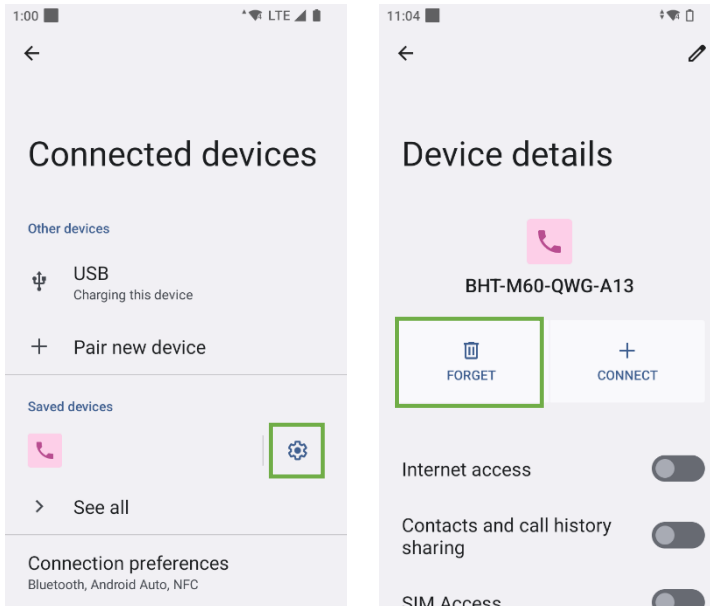 1:00
LTE
Connected devices
Other devices
USB
Charging this device
Pair new device
Saved devices
See all
Connection preferences
Bluetooth, Android Auto, NFC
11:04
Device details
BHT-M60-QWG-A13
FORGET
CONNECT
Internet access
Contacts and call history
sharing
SIM Access